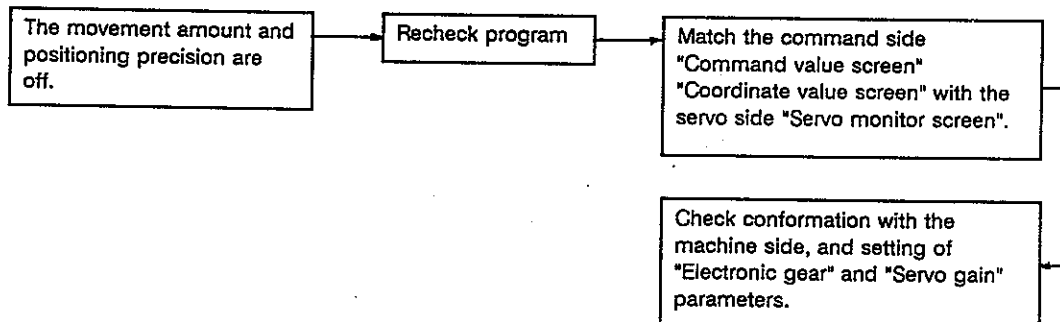 The movement amount and
positioning precision are
off.
Recheck program
Match the command side
"Command value screen"
"Coordinate value screen" with the
servo side "Servo monitor screen".
Check conformation with the
machine side, and setting of
"Electronic gear" and "Servo gain"
parameters.